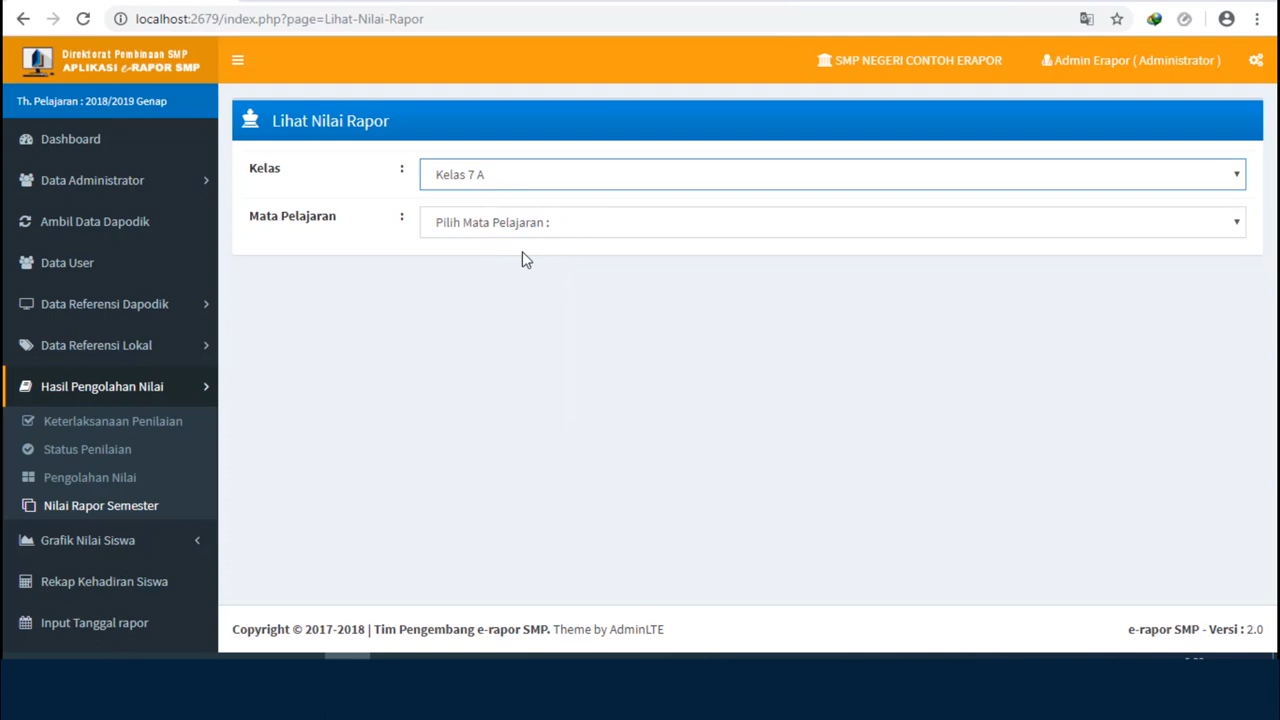 localhost:2679/index.php?page=Lihat-Nilai-Rapor
Direktorat Pembinaan SMP
APLIKASI e-RAPOR SMP
SMP NEGERI CONTOH ERAPOR
Admin Erapor ( Administrator )
Th. Pelajaran : 2018/2019 Genap
Dashboard
Data Administrator
Ambil Data Dapodik
Data User
Data Referensi Dapodik
Data Referensi Lokal
Hasil Pengolahan Nilai
Keterlaksanaan Penilaian
Status Penilaian
Pengolahan Nilai
Nilai Rapor Semester
Grafik Nilai Siswa
Rekap Kehadiran Siswa
Input Tanggal rapor
Lihat Nilai Rapor
Kelas : Kelas 7 A
Mata Pelajaran : Pilih Mata Pelajaran :
Copyright © 2017-2018 | Tim Pengembang e-rapor SMP. Theme by AdminLTE
e-rapor SMP - Versi : 2.0